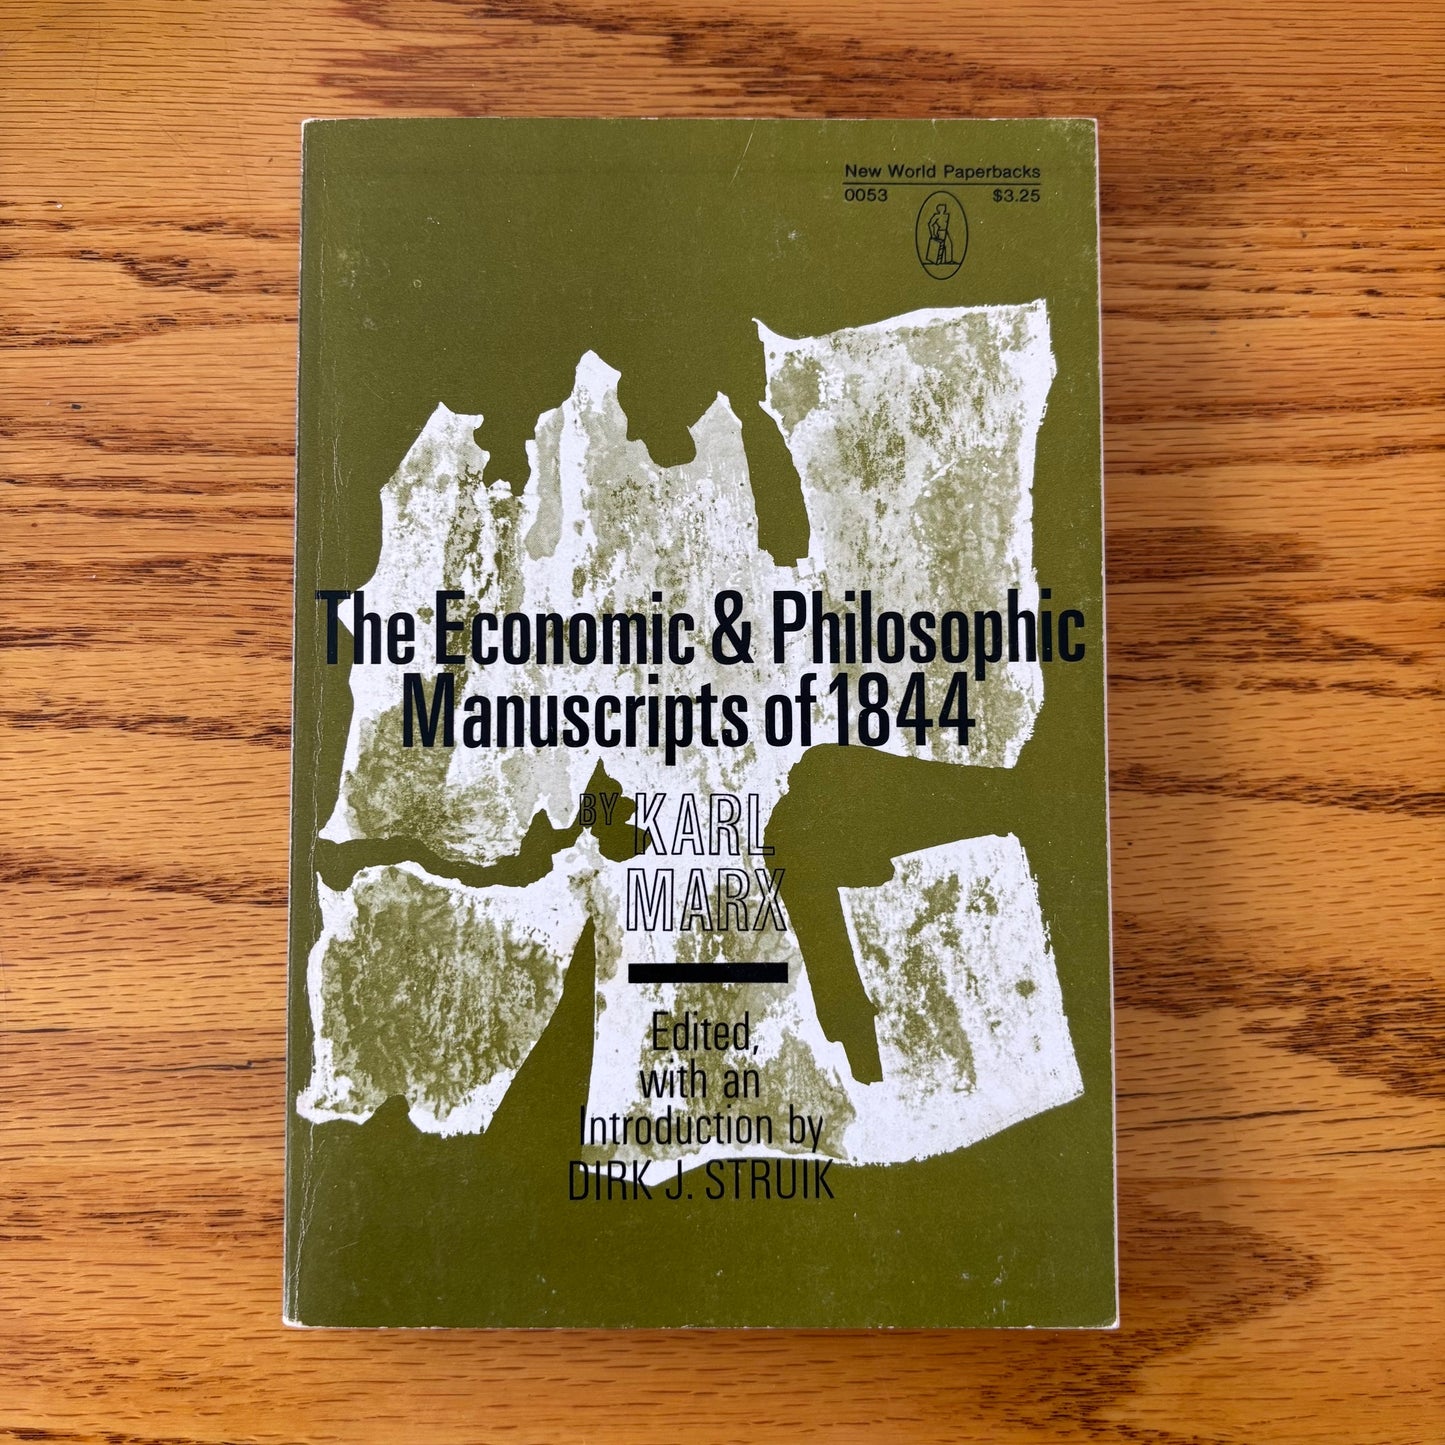 New World Paperbacks
0053 $3.25
The Economic & Philosophic
Manuscripts of 1844
BY KARL
MARX
Edited,
with an
Introduction by
DIRK J. STRUIK